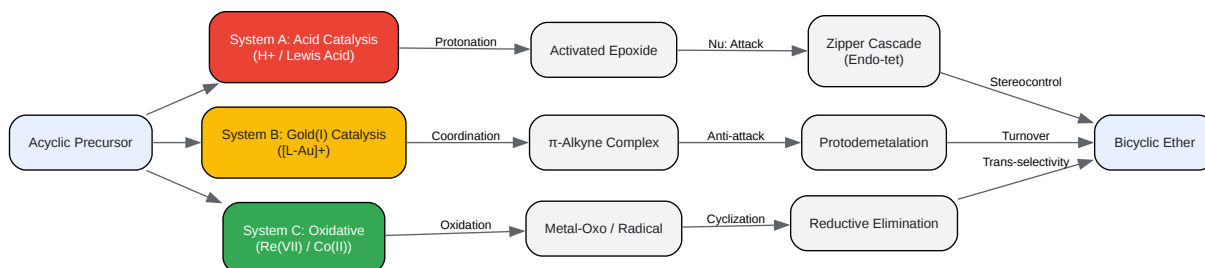 System A: Acid Catalysis
(H+ / Lewis Acid)
Protonation
Activated Epoxide
Nu: Attack
Zipper Cascade
(Endo-tet)
Stereocontrol
Acyclic Precursor
System B: Gold(I) Catalysis
([L-Au]+)
Coordination
π-Alkyne Complex
Anti-attack
Protodemetalation
Turnover
Bicyclic Ether
System C: Oxidative
(Re(VII) / Co(II))
Oxidation
Metal-Oxo / Radical
Cyclization
Reductive Elimination
Trans-selectivity